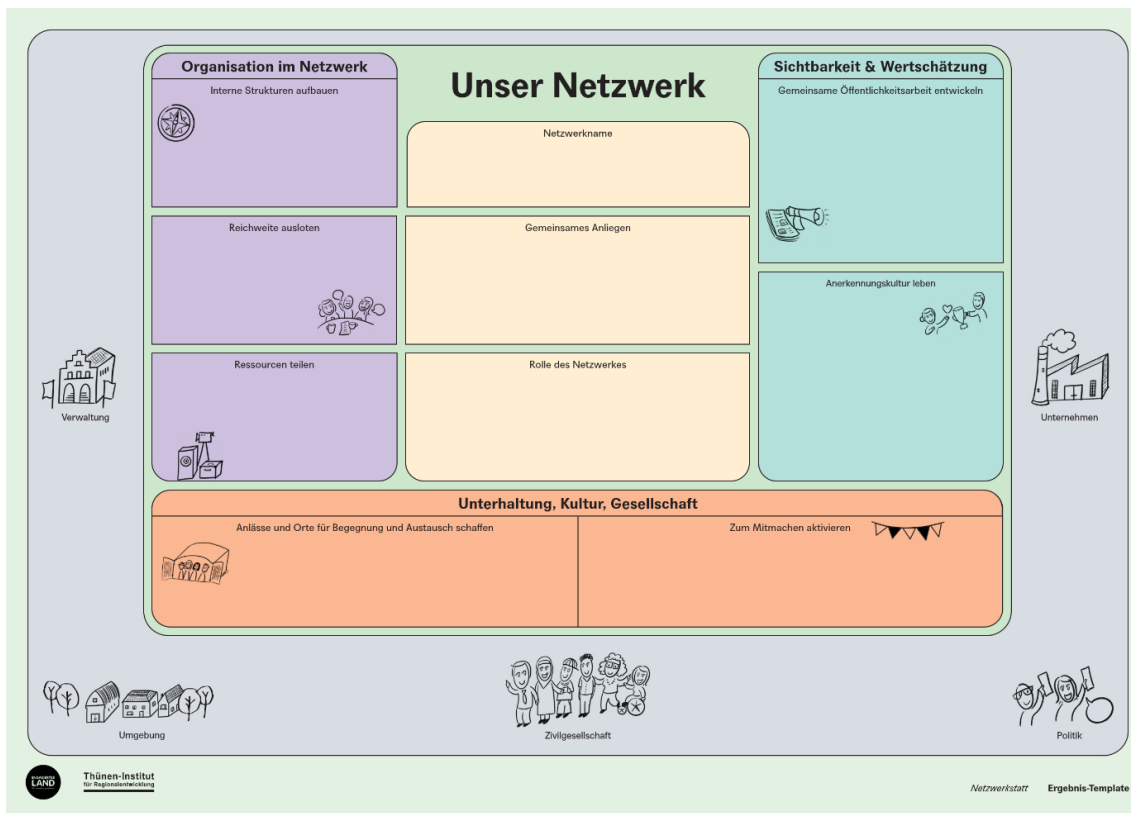 Unser Netzwerk
Organisation im Netzwerk
Interne Strukturen aufbauen
Reichweite ausloten
Ressourcen teilen
Netzwerkname
Gemeinsames Anliegen
Rolle des Netzwerkes
Sichtbarkeit & Wertschätzung
Gemeinsame Öffentlichkeitsarbeit entwickeln
Anerkennungskultur leben
Unterhaltung, Kultur, Gesellschaft
Anlässe und Orte für Begegnung und Austausch schaffen
Zum Mitmachen aktivieren
Verwaltung
Unternehmen
Umgebung
Zivilgesellschaft
Politik
LAND
Thünen-Institut
für Regionalentwicklung
Netzwerkstatt
Ergebnis-Template